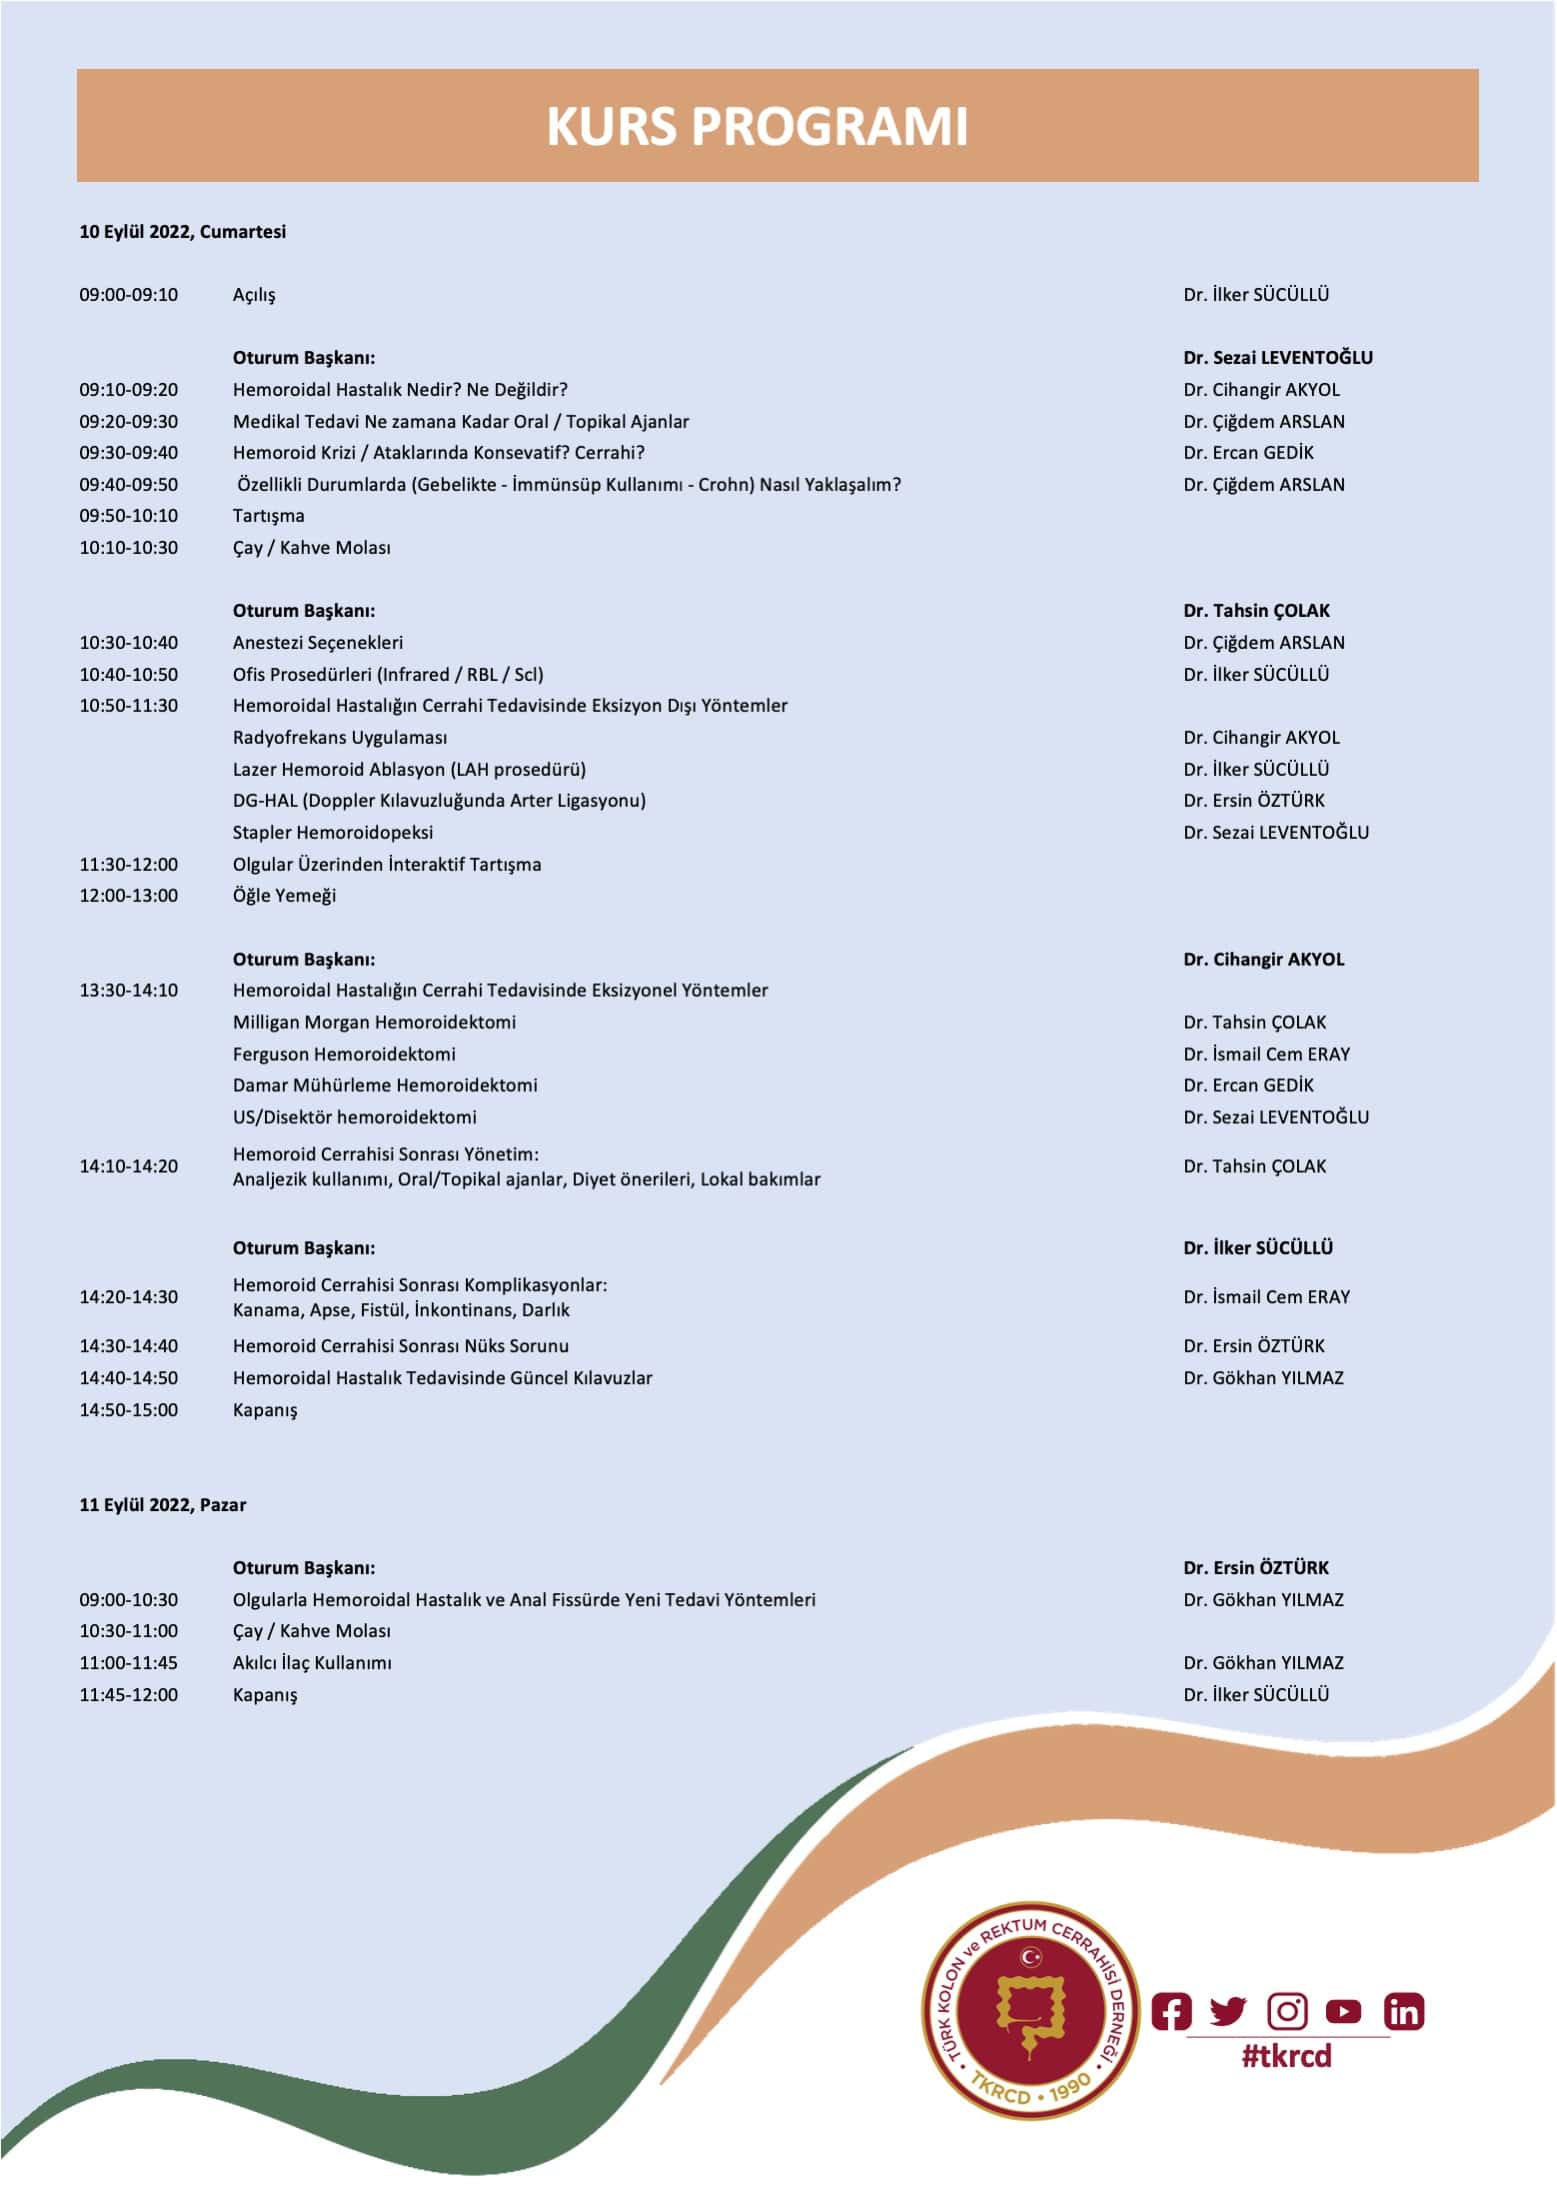 KURS PROGRAMI
10 Eylül 2022, Cumartesi
09:00-09:10 Açılış Dr. İlker SÜCÜLLÜ
Oturum Başkanı: Dr. Sezai LEVENTOĞLU
09:10-09:20 Hemoroidal Hastalık Nedir? Ne Değildir? Dr. Cihangir AKYOL
09:20-09:30 Medikal Tedavi Ne zamana Kadar Oral / Topikal Ajanlar Dr. Çiğdem ARSLAN
09:30-09:40 Hemoroid Krizi / Ataklarında Konsevatif? Cerrahi? Dr. Ercan GEDİK
09:40-09:50 Özellikli Durumlarda (Gebelikte - İmmünsüp Kullanımı - Crohn) Nasıl Yaklaşalım? Dr. Çiğdem ARSLAN
09:50-10:10 Tartışma
10:10-10:30 Çay / Kahve Molası
Oturum Başkanı: Dr. Tahsin ÇOLAK
10:30-10:40 Anestezi Seçenekleri Dr. Çiğdem ARSLAN
10:40-10:50 Ofis Prosedürleri (Infrared / RBL / Scl) Dr. İlker SÜCÜLLÜ
10:50-11:30 Hemoroidal Hastalığın Cerrahi Tedavisinde Eksizyon Dışı Yöntemler
Radyofrekans Uygulaması Dr. Cihangir AKYOL
Lazer Hemoroid Ablasyon (LAH prosedürü) Dr. İlker SÜCÜLLÜ
DG-HAL (Doppler Kılavuzluğunda Arter Ligasyonu) Dr. Ersin ÖZTÜRK
Stapler Hemoroidopeksi Dr. Sezai LEVENTOĞLU
11:30-12:00 Olgular Üzerinden İnteraktif Tartışma
12:00-13:00 Öğle Yemeği
Oturum Başkanı: Dr. Cihangir AKYOL
13:30-14:10 Hemoroidal Hastalığın Cerrahi Tedavisinde Eksizyonel Yöntemler
Milligan Morgan Hemoroidektomi Dr. Tahsin ÇOLAK
Ferguson Hemoroidektomi Dr. İsmail Cem ERAY
Damar Mühürleme Hemoroidektomi Dr. Ercan GEDİK
US/Disektör hemoroidektomi Dr. Sezai LEVENTOĞLU
Hemoroid Cerrahisi Sonrası Yönetim:
14:10-14:20 Analjezik kullanımı, Oral/Topikal ajanlar, Diyet önerileri, Lokal bakımlar Dr. Tahsin ÇOLAK
Oturum Başkanı: Dr. İlker SÜCÜLLÜ
Hemoroid Cerrahisi Sonrası Komplikasyonlar:
14:20-14:30 Kanama, Apse, Fistül, İnkontinans, Darlık Dr. İsmail Cem ERAY
14:30-14:40 Hemoroid Cerrahisi Sonrası Nüks Sorunu Dr. Ersin ÖZTÜRK
14:40-14:50 Hemoroidal Hastalık Tedavisinde Güncel Kılavuzlar Dr. Gökhan YILMAZ
14:50-15:00 Kapanış
11 Eylül 2022, Pazar
Oturum Başkanı: Dr. Ersin ÖZTÜRK
09:00-10:30 Olgularla Hemoroidal Hastalık ve Anal Fissürde Yeni Tedavi Yöntemleri Dr. Gökhan YILMAZ
10:30-11:00 Çay / Kahve Molası
11:00-11:45 Akılcı İlaç Kullanımı Dr. Gökhan YILMAZ
11:45-12:00 Kapanış Dr. İlker SÜCÜLLÜ
TÜRK KOLON ve REKTUM CERRAHİSİ DERNEĞİ
TKRCD • 1990
#tkrcd